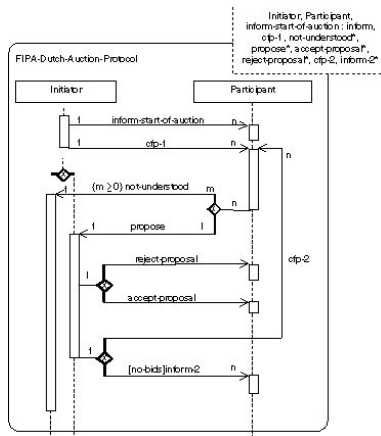 Initiator, Participant,
inform-start-of-auction : inform,
cfp-1, not-understood*,
propose*, accept-proposal*,
reject-proposal*, cfp-2, inform-2*
FIPA-Dutch-Auction-Protocol
Initiator
Participant
1 inform-start-of-auction n
1 cfp-1 n
n
1 {m ≥ 0} not-understood m
n
1 propose l
reject-proposal
cfp-2
l
accept-proposal
1
[no-bids]inform-2 n